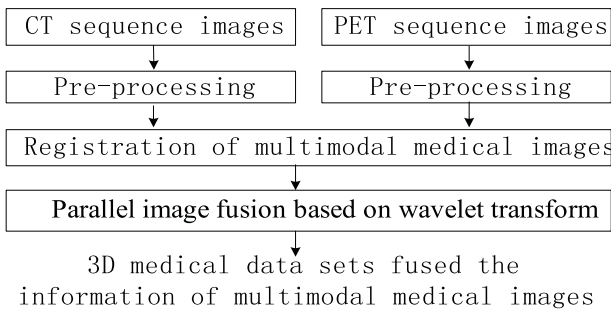 CT sequence images
PET sequence images
Pre-processing
Pre-processing
Registration of multimodal medical images
Parallel image fusion based on wavelet transform
3D medical data sets fused the
information of multimodal medical images